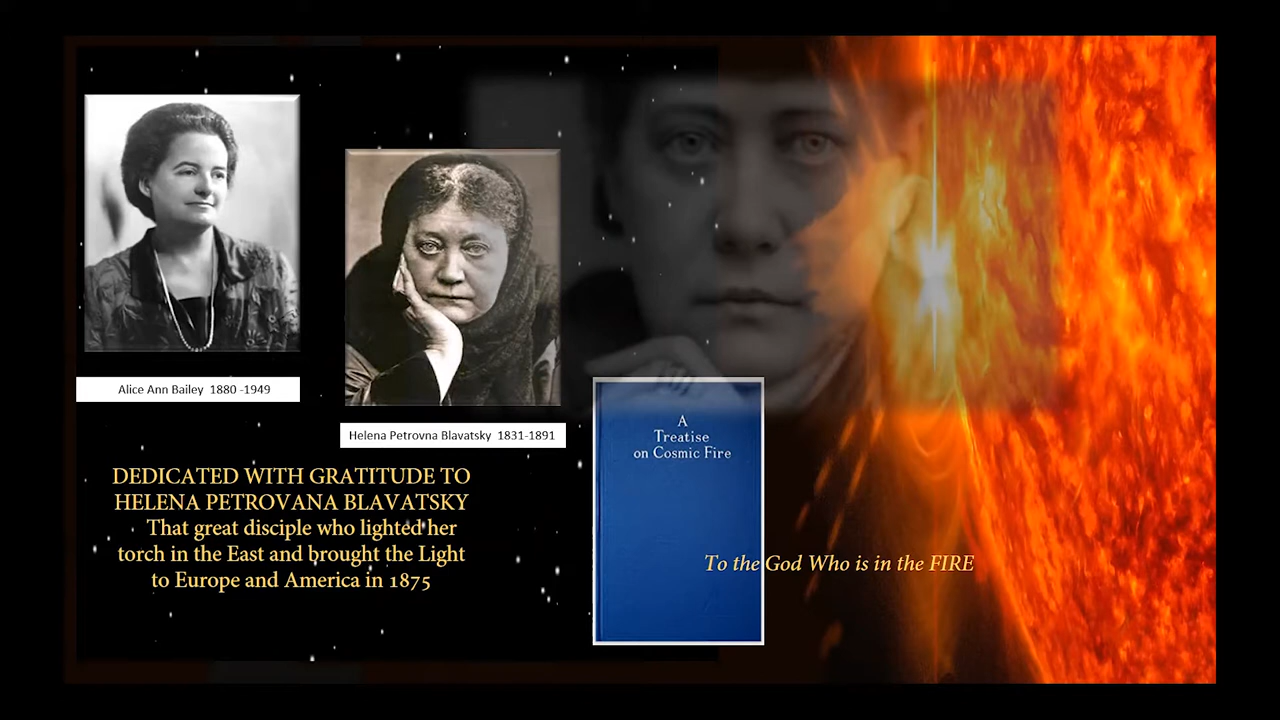 Alice Ann Bailey 1880 -1949
Helena Petrovna Blavatsky 1831-1891
DEDICATED WITH GRATITUDE TO
HELENA PETROVANA BLAVATSKY
That great disciple who lighted her
torch in the East and brought the Light
to Europe and America in 1875
A
Treatise
on Cosmic Fire
To the God Who is in the FIRE